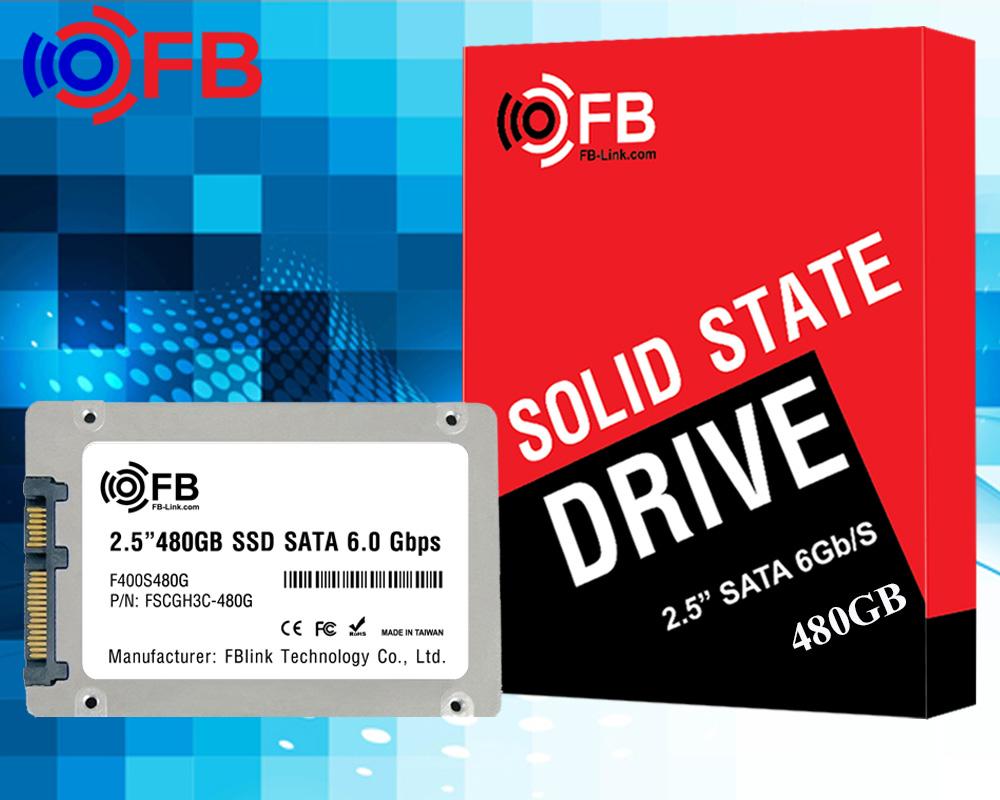 FB
FB
FB-Link.com
SOLID STATE
DRIVE
2.5” SATA 6Gb/S
480GB
FB
FB-Link.com
2.5”480GB SSD SATA 6.0 Gbps
F400S480G
P/N: FSCGH3C-480G
CE FC RoHS MADE IN TAIWAN
Manufacturer: FBlink Technology Co., Ltd.